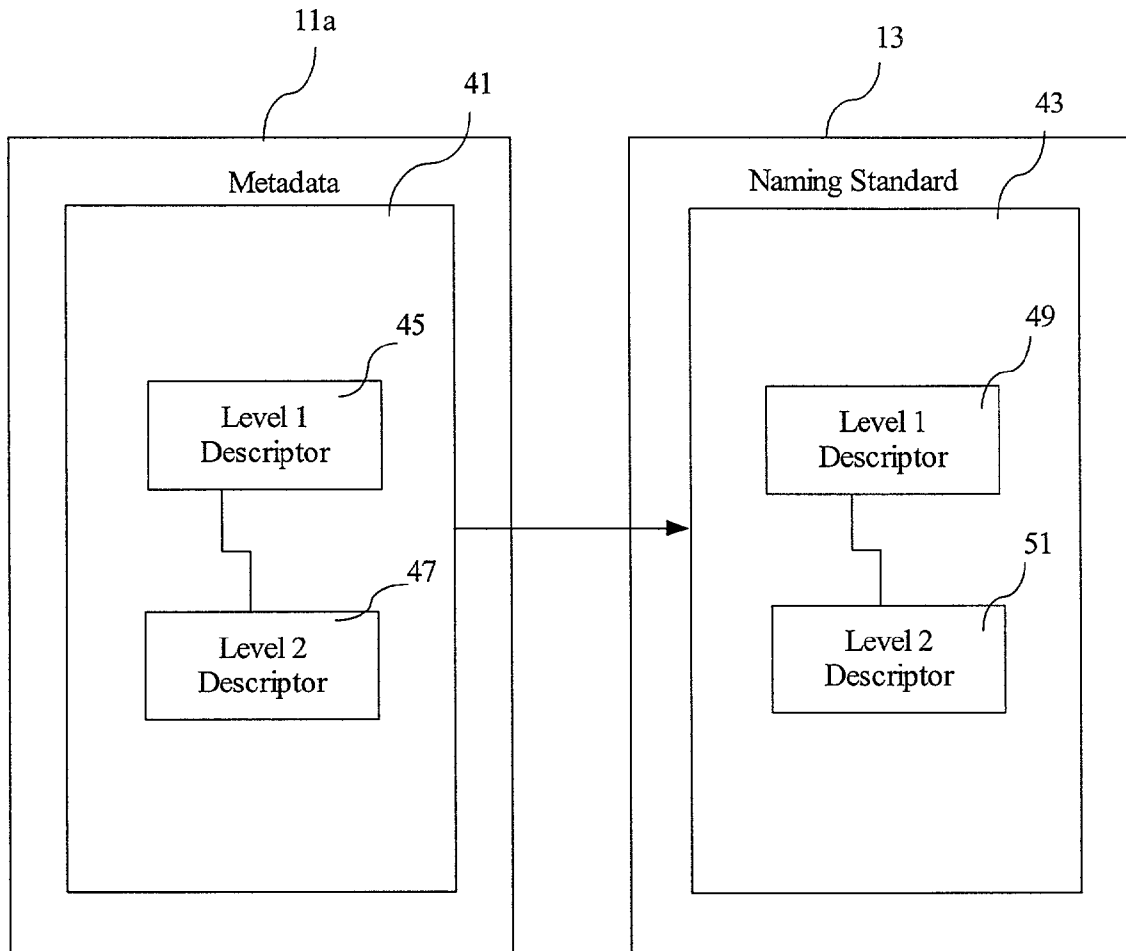 11a
13
41
43
Metadata
Naming Standard
45
49
Level 1
Descriptor
Level 1
Descriptor
47
51
Level 2
Descriptor
Level 2
Descriptor